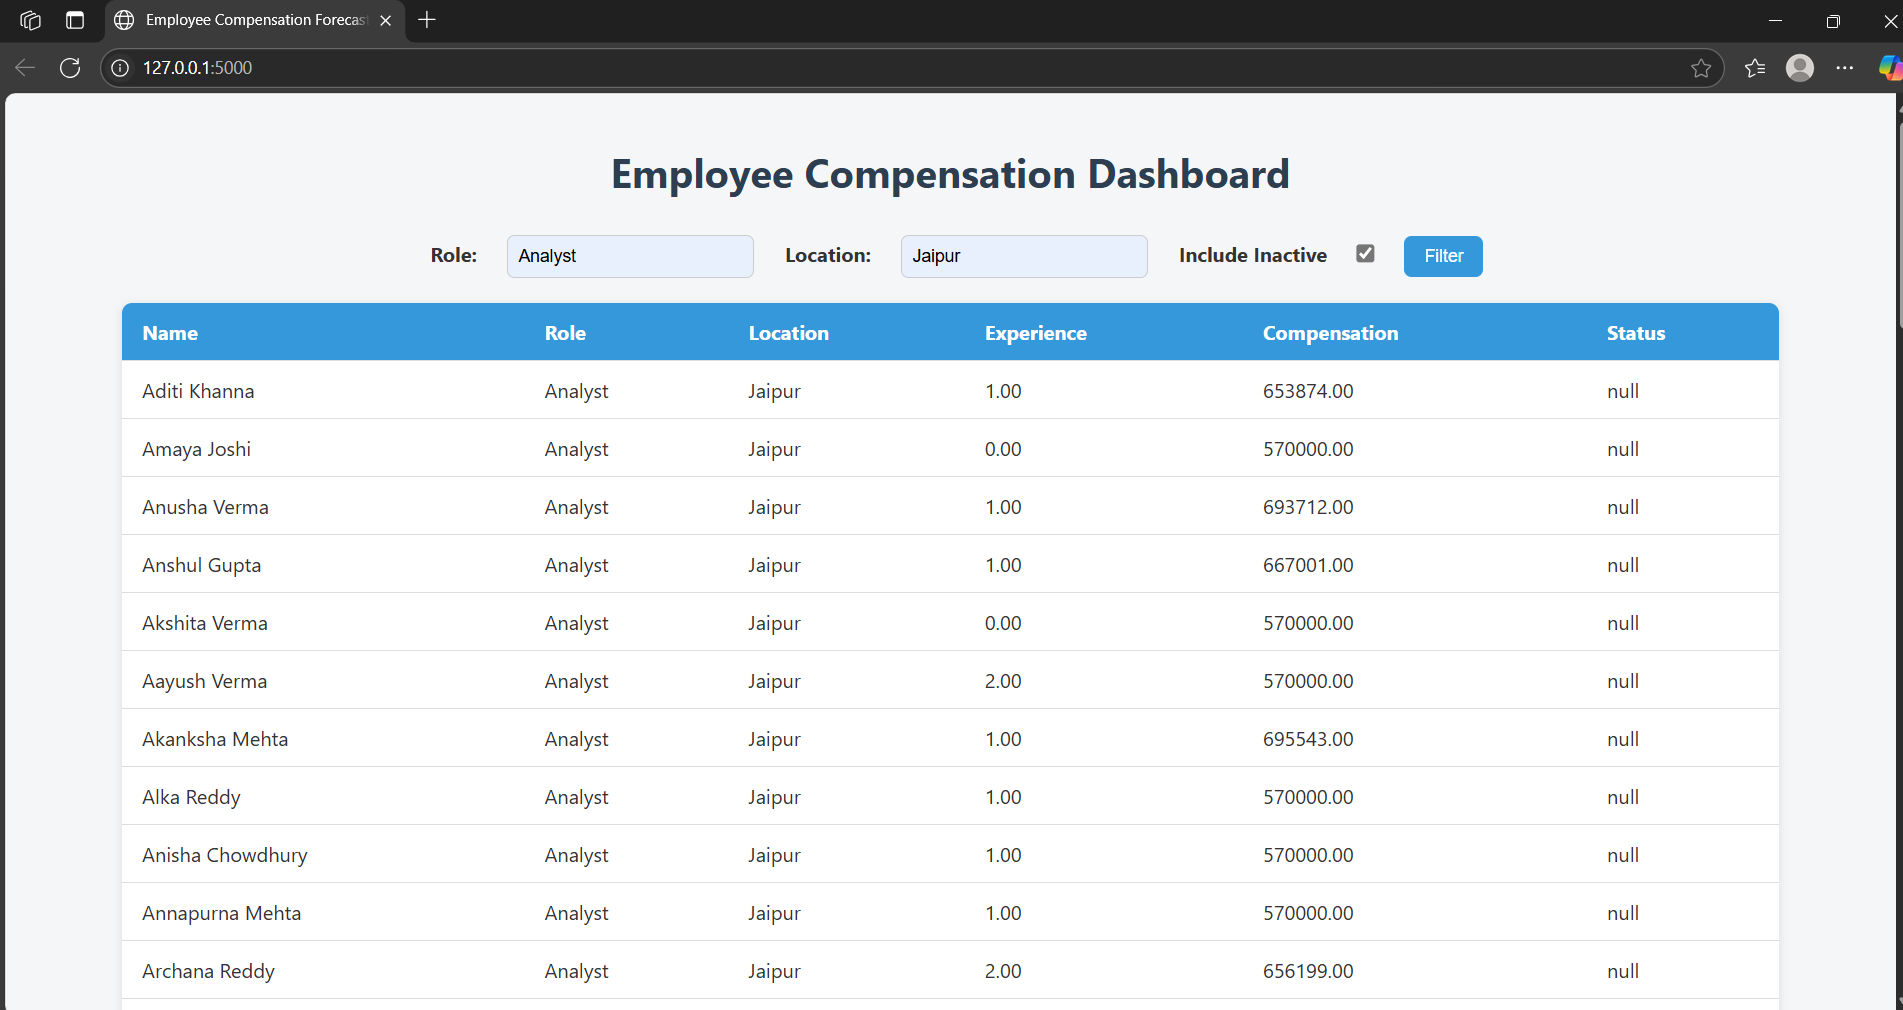 Employee Compensation Forecast
127.0.0.1:5000
Employee Compensation Dashboard
Role: Analyst Location: Jaipur Include Inactive Filter
Name Role Location Experience Compensation Status
Aditi Khanna Analyst Jaipur 1.00 653874.00 null
Amaya Joshi Analyst Jaipur 0.00 570000.00 null
Anusha Verma Analyst Jaipur 1.00 693712.00 null
Anshul Gupta Analyst Jaipur 1.00 667001.00 null
Akshita Verma Analyst Jaipur 0.00 570000.00 null
Aayush Verma Analyst Jaipur 2.00 570000.00 null
Akanksha Mehta Analyst Jaipur 1.00 695543.00 null
Alka Reddy Analyst Jaipur 1.00 570000.00 null
Anisha Chowdhury Analyst Jaipur 1.00 570000.00 null
Annapurna Mehta Analyst Jaipur 1.00 570000.00 null
Archana Reddy Analyst Jaipur 2.00 656199.00 null